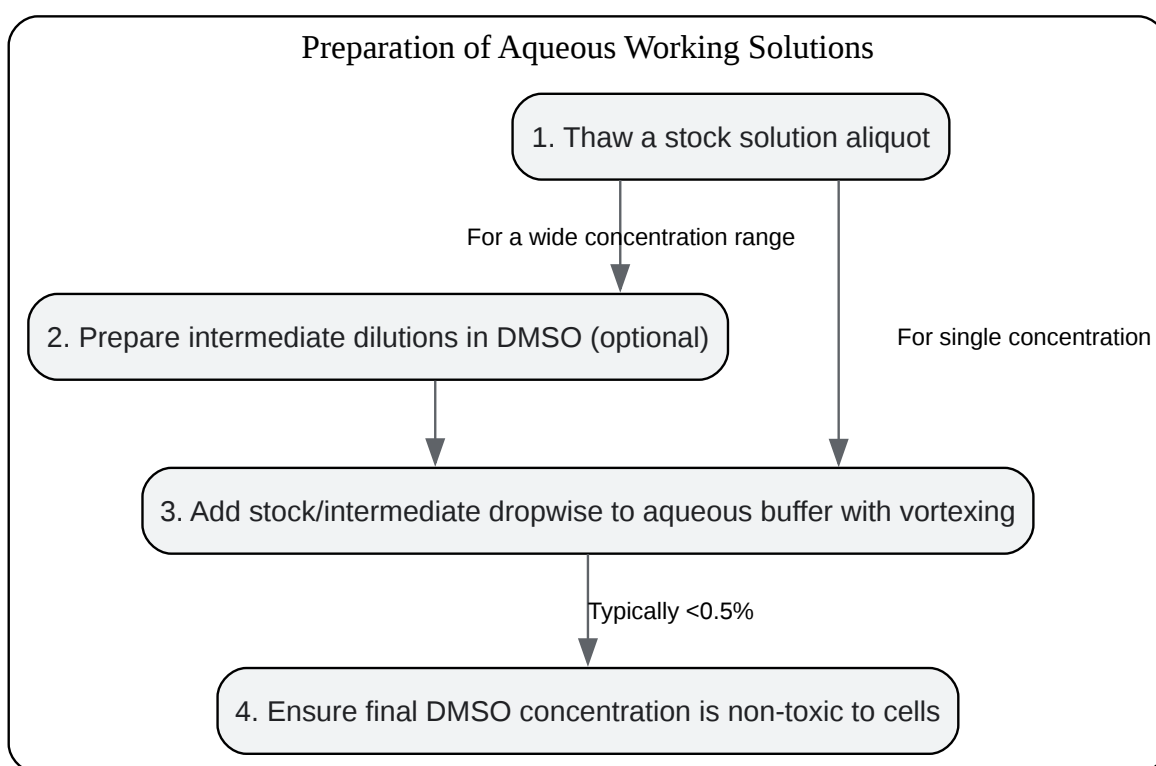 Preparation of Aqueous Working Solutions
1. Thaw a stock solution aliquot
For a wide concentration range
2. Prepare intermediate dilutions in DMSO (optional)
For single concentration
3. Add stock/intermediate dropwise to aqueous buffer with vortexing
Typically <0.5%
4. Ensure final DMSO concentration is non-toxic to cells